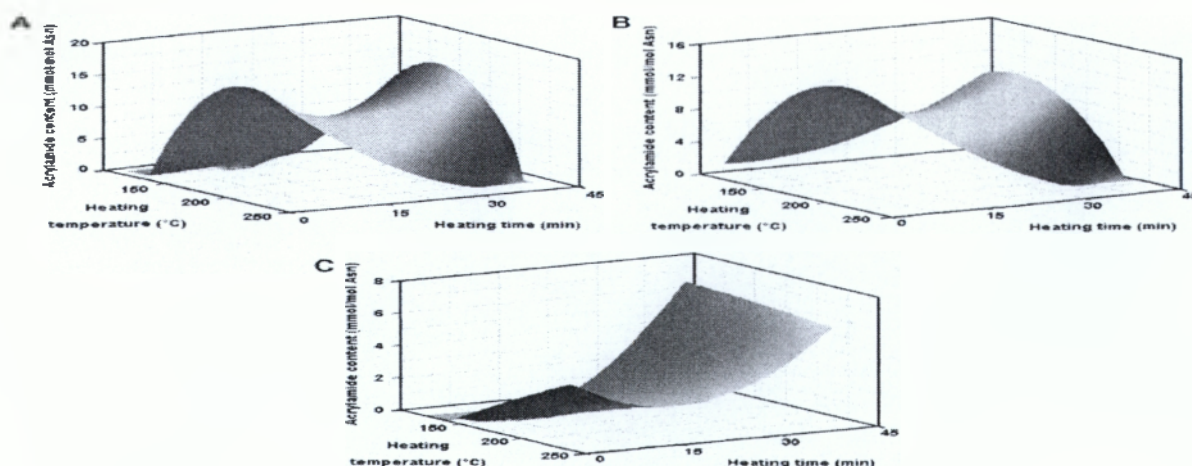 A
Acrylamide content (mmol/mol Asn)
20
15
10
5
0
150
200
250
Heating
temperature (°C)
0
15
30
45
Heating time (min)
B
Acrylamide content (mmol/mol Asn)
16
12
8
4
0
150
200
250
Heating
temperature (°C)
0
15
30
Heating time (min)
C
Acrylamide content (mmol/mol Asn)
8
6
4
2
0
150
200
250
Heating
temperature (°C)
0
15
30
45
Heating time (min)